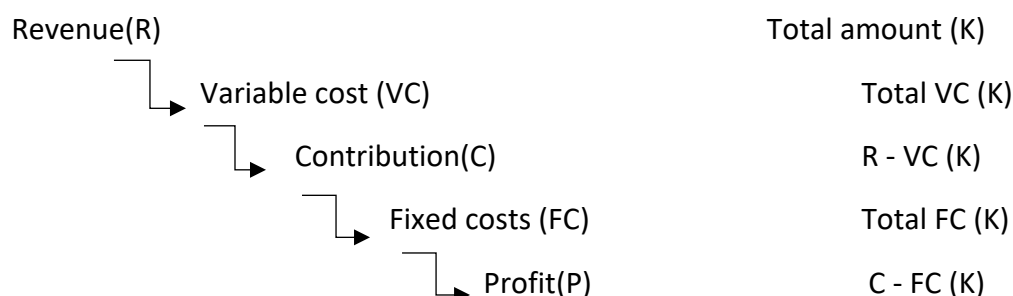 Revenue(R) Total amount (K)
Variable cost (VC) Total VC (K)
Contribution(C) R - VC (K)
Fixed costs (FC) Total FC (K)
Profit(P) C - FC (K)